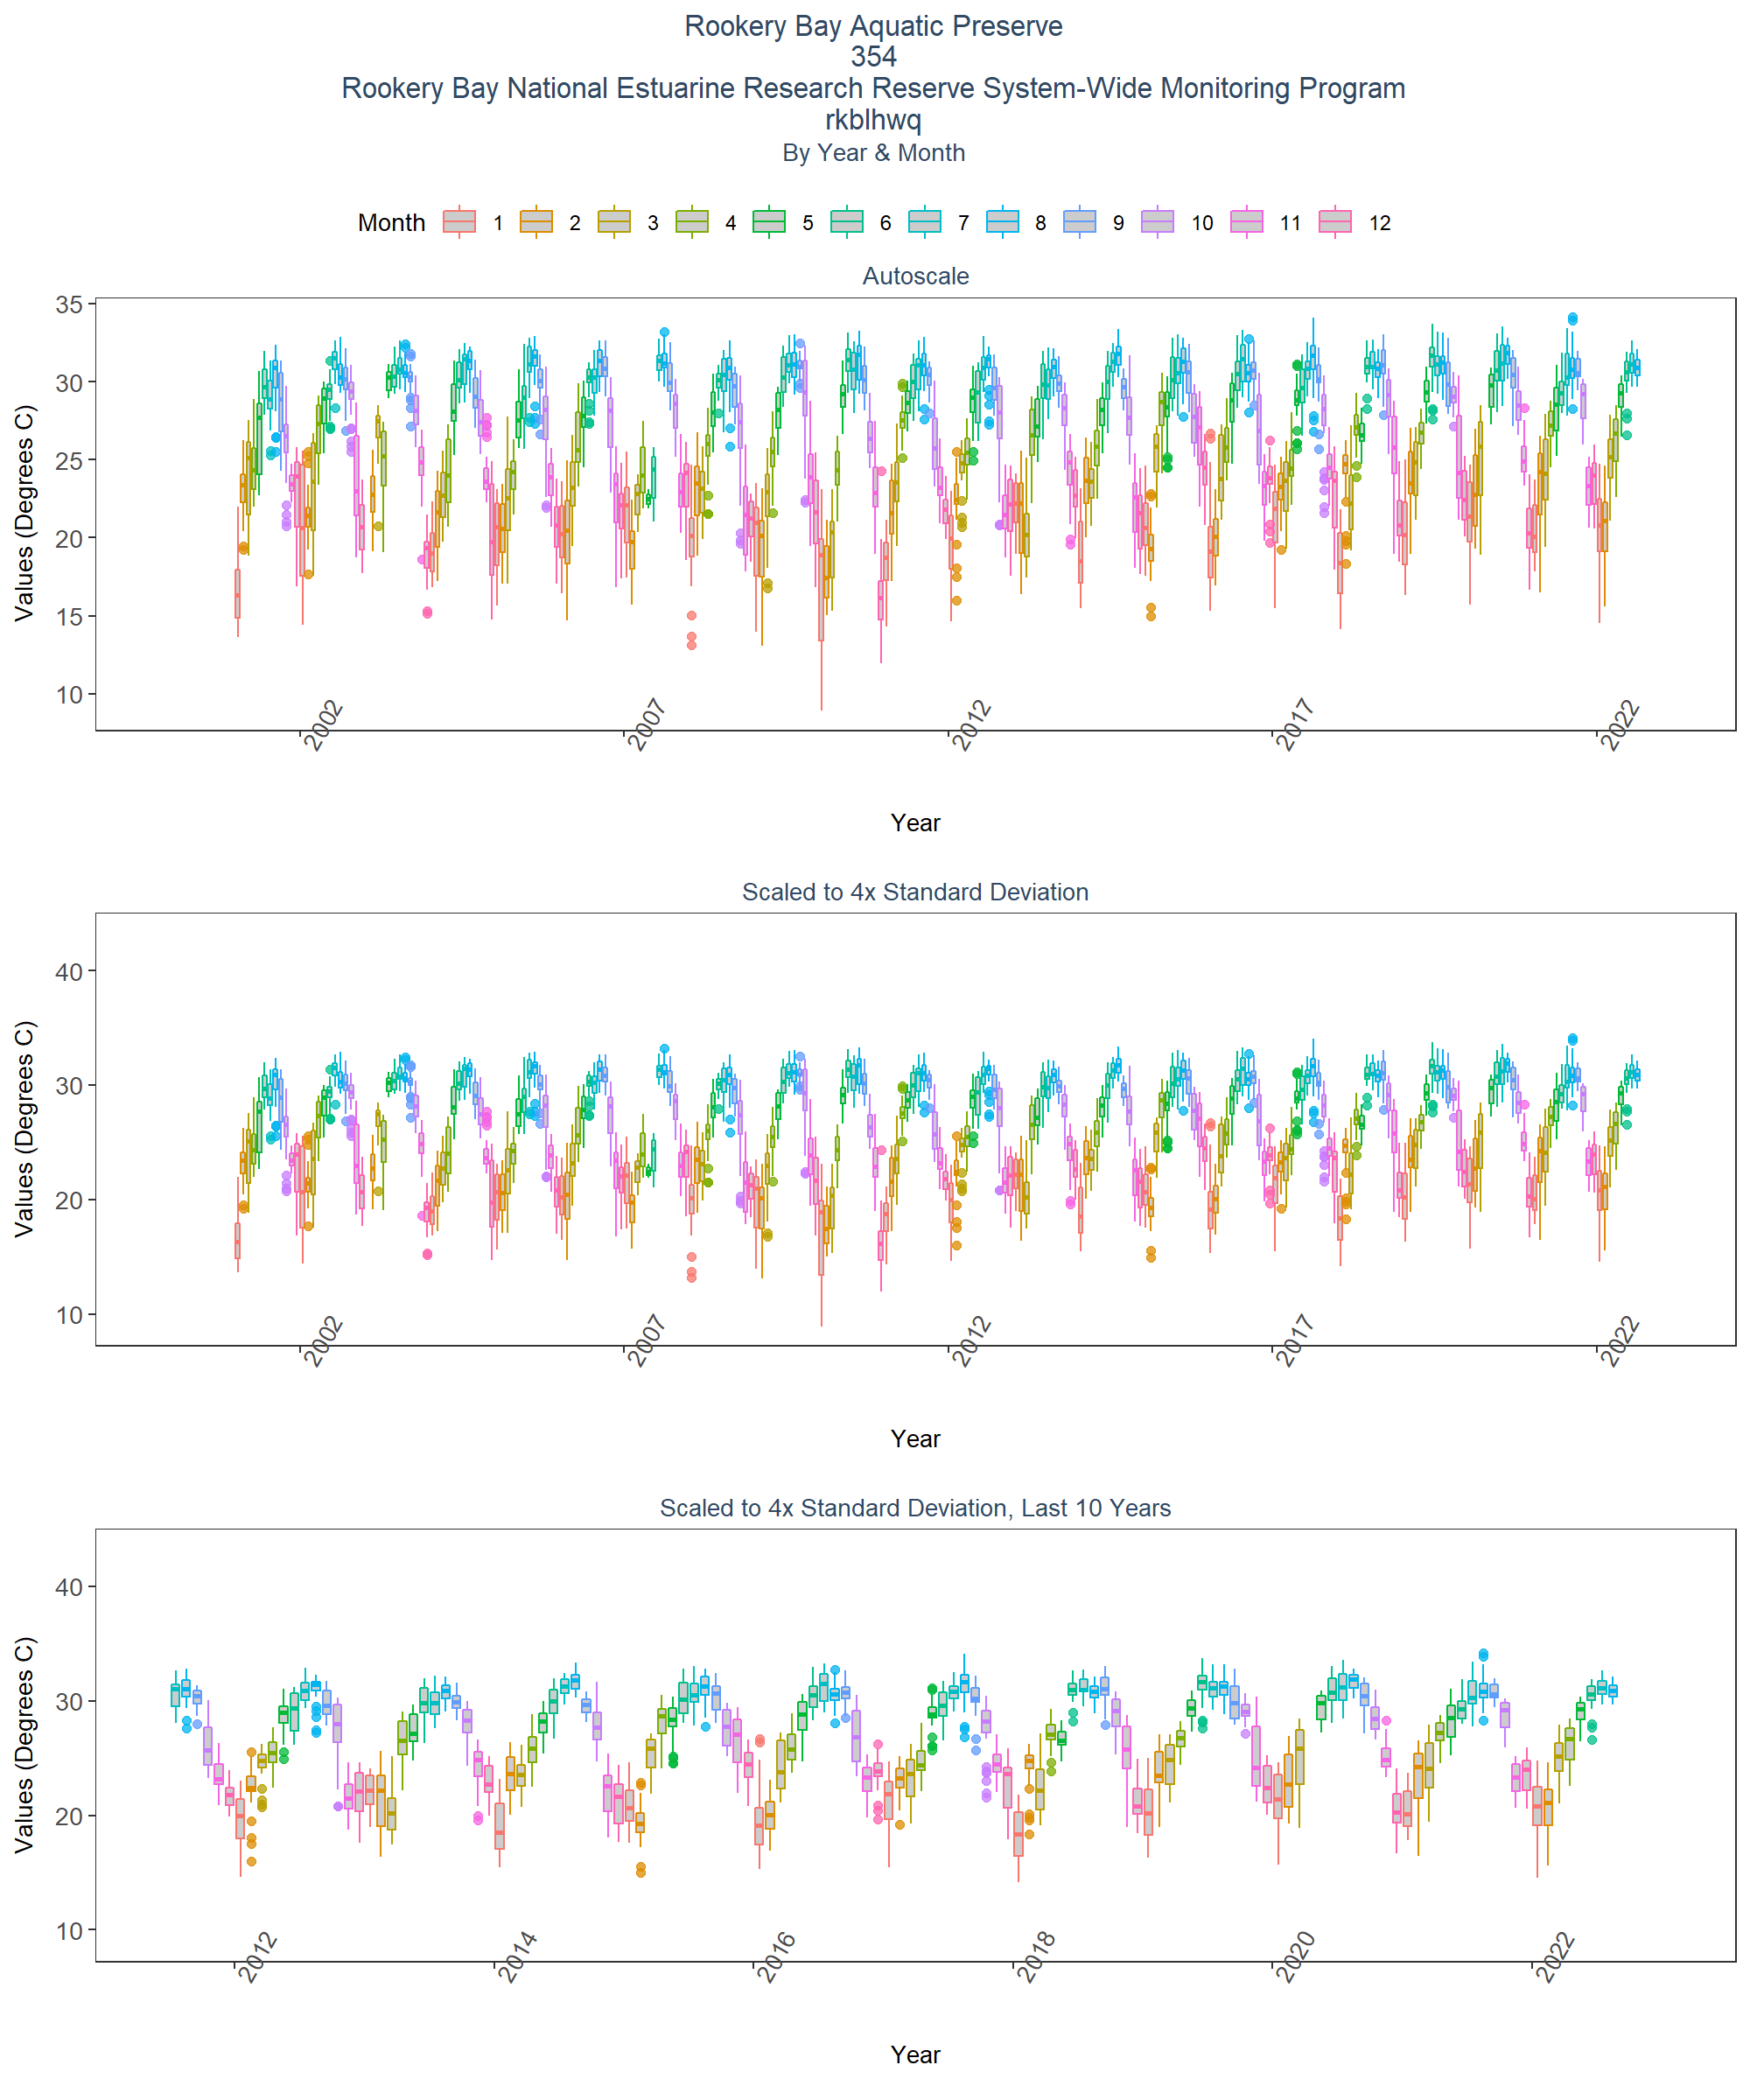 Rookery Bay Aquatic Preserve
354
Rookery Bay National Estuarine Research Reserve System-Wide Monitoring Program
rkblhwq
By Year & Month
Month 1 2 3 4 5 6 7 8 9 10 11 12
Autoscale
Values (Degrees C)
35
30
25
20
15
10
2002 2007 2012 2017 2022
Year
Scaled to 4x Standard Deviation
Values (Degrees C)
40
30
20
10
2002 2007 2012 2017 2022
Year
Scaled to 4x Standard Deviation, Last 10 Years
Values (Degrees C)
40
30
20
10
2012 2014 2016 2018 2020 2022
Year